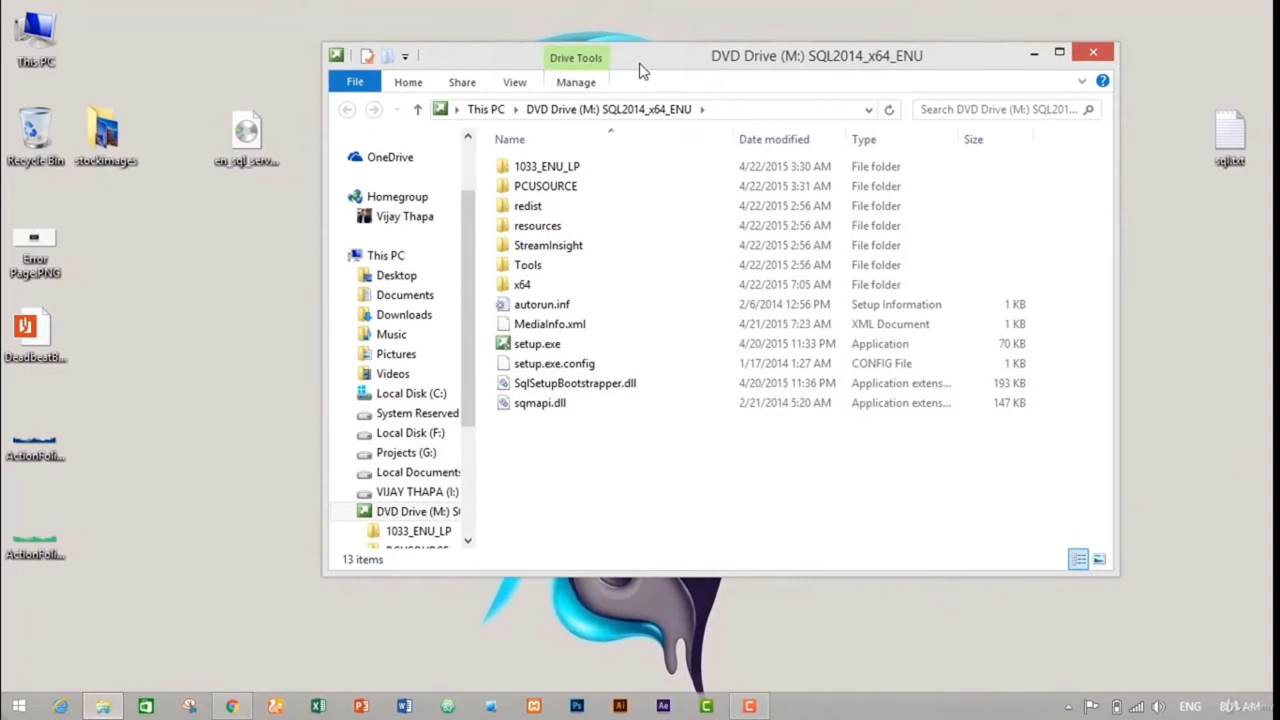 This PC
Recycle Bin
stockimages
en_sql_serv...
Error
Page.PNG
DeadbeatB...
ActionFoll...
ActionFoll...
sqltxt
Drive Tools
DVD Drive (M:) SQL2014_x64_ENU
File
Home
Share
View
Manage
This PC
DVD Drive (M:) SQL2014_x64_ENU
Search DVD Drive (M:) SQL201...
OneDrive
Homegroup
Vijay Thapa
This PC
Desktop
Documents
Downloads
Music
Pictures
Videos
Local Disk (C:)
System Reserved
Local Disk (F:)
Projects (G:)
Local Documents
VIJAY THAPA (I:)
DVD Drive (M:) S
1033_ENU_LP
Name Date modified Type Size
1033_ENU_LP 4/22/2015 3:30 AM File folder
PCUSOURCE 4/22/2015 3:31 AM File folder
redist 4/22/2015 2:56 AM File folder
resources 4/22/2015 2:56 AM File folder
StreamInsight 4/22/2015 2:56 AM File folder
Tools 4/22/2015 2:56 AM File folder
x64 4/22/2015 7:05 AM File folder
autorun.inf 2/6/2014 12:56 PM Setup Information 1 KB
MediaInfo.xml 4/21/2015 7:23 AM XML Document 1 KB
setup.exe 4/20/2015 11:33 PM Application 70 KB
setup.exe.config 1/17/2014 1:27 AM CONFIG File 1 KB
SqlSetupBootstrapper.dll 4/20/2015 11:36 PM Application extens... 193 KB
sqmapi.dll 2/21/2014 5:20 AM Application extens... 147 KB
13 items
ENG